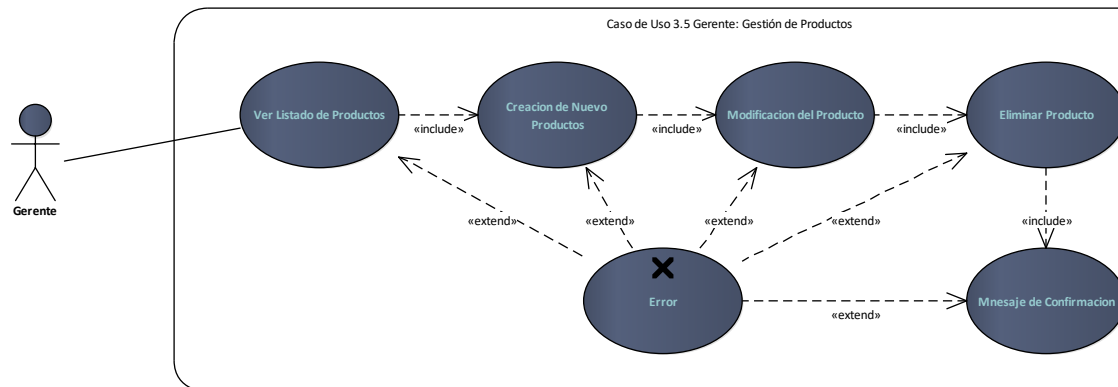 Caso de Uso 3.5 Gerente: Gestión de Productos
Ver Listado de Productos
«include»
Creacion de Nuevo
Productos
«include»
Modificacion del Producto
«include»
Eliminar Producto
Gerente
«extend»
«extend»
«extend»
«extend»
«include»
Error
«extend»
Mnesaje de Confirmacion